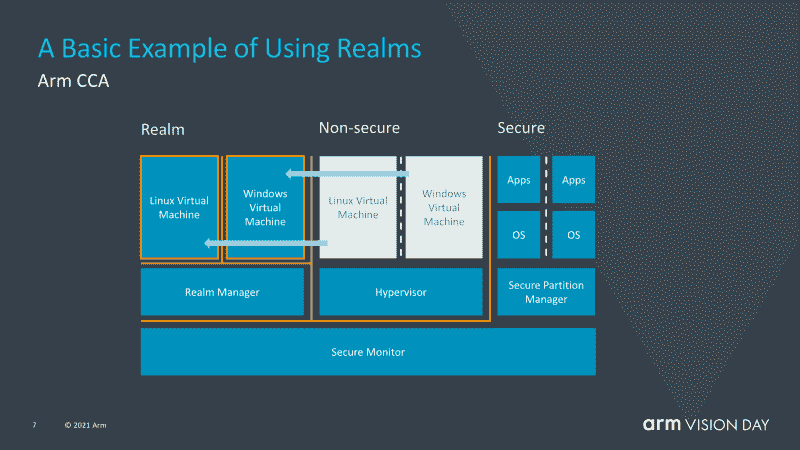 A Basic Example of Using Realms
Arm CCA
Realm
Non-secure
Secure
Linux Virtual
Machine
Windows
Virtual
Machine
Linux Virtual
Machine
Windows
Virtual
Machine
Apps
Apps
OS
OS
Realm Manager
Hypervisor
Secure Partition
Manager
Secure Monitor
7
© 2021 Arm
arm VISION DAY